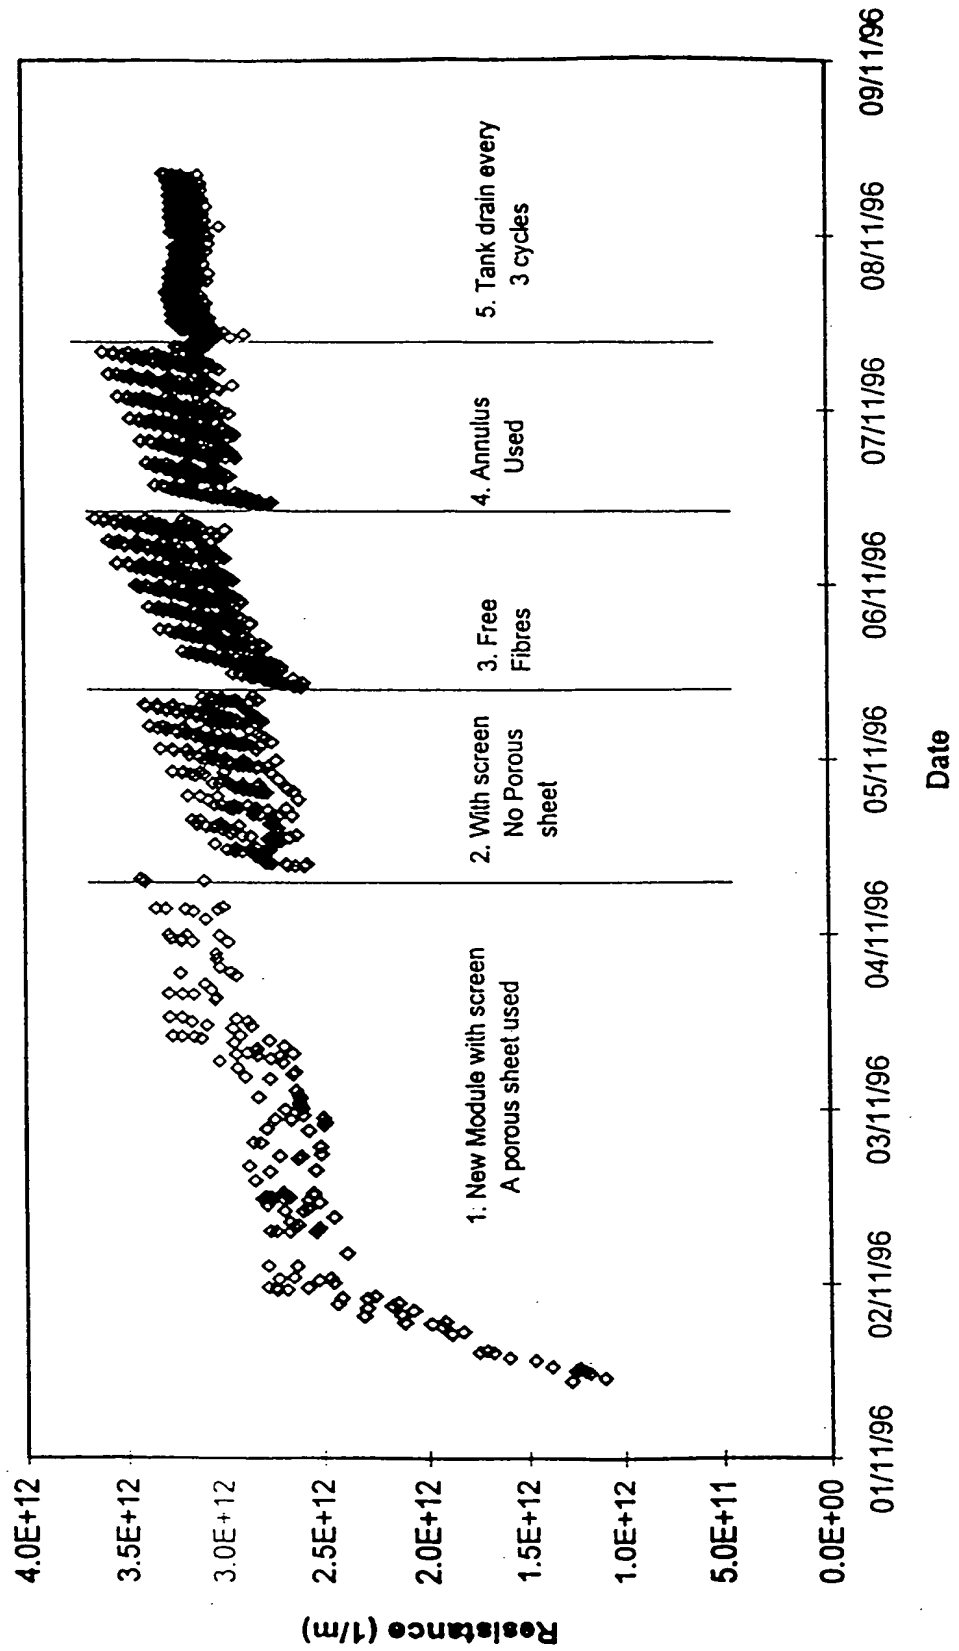 Resistance (1/m)
4.0E+12
3.5E+12
3.0E+12
2.5E+12
2.0E+12
1.5E+12
1.0E+12
5.0E+11
0.0E+00
1. New Module with screen
A porous sheet used
2. With screen
No Porous
sheet
3. Free
Fibres
4. Annulus
Used
5. Tank drain every
3 cycles
01/11/96
02/11/96
03/11/96
04/11/96
05/11/96
06/11/96
07/11/96
08/11/96
09/11/96
Date